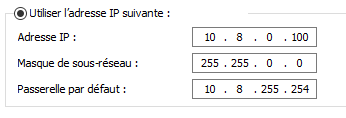 Utiliser l'adresse IP suivante :
Adresse IP : 10 . 8 . 0 . 100
Masque de sous-réseau : 255 . 255 . 0 . 0
Passerelle par défaut : 10 . 8 . 255 . 254